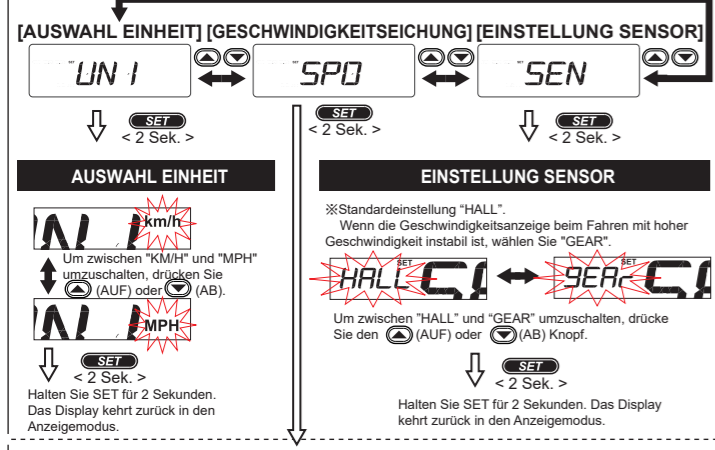 [AUSWAHL EINHEIT] [GESCHWINDIGKEITSEICHUNG] [EINSTELLUNG SENSOR]
UNI SPD SEN
SET SET SET
< 2 Sek. > < 2 Sek. > < 2 Sek. >
AUSWAHL EINHEIT
km/h
Um zwischen "KM/H" und "MPH"
umzuschalten, drücken Sie
(AUF) oder (AB).
MPH
SET
< 2 Sek. >
Halten Sie SET für 2 Sekunden.
Das Display kehrt zurück in den
Anzeigemodus.
EINSTELLUNG SENSOR
※Standardeinstellung “HALL”.
Wenn die Geschwindigkeitsanzeige beim Fahren mit hoher
Geschwindigkeit instabil ist, wählen Sie "GEAR".
HALL SET gEAr SET
Um zwischen "HALL" und “GEAR” umzuschalten, drücke
Sie den (AUF) oder (AB) Knopf.
SET
< 2 Sek. >
Halten Sie SET für 2 Sekunden. Das Display
kehrt zurück in den Anzeigemodus.